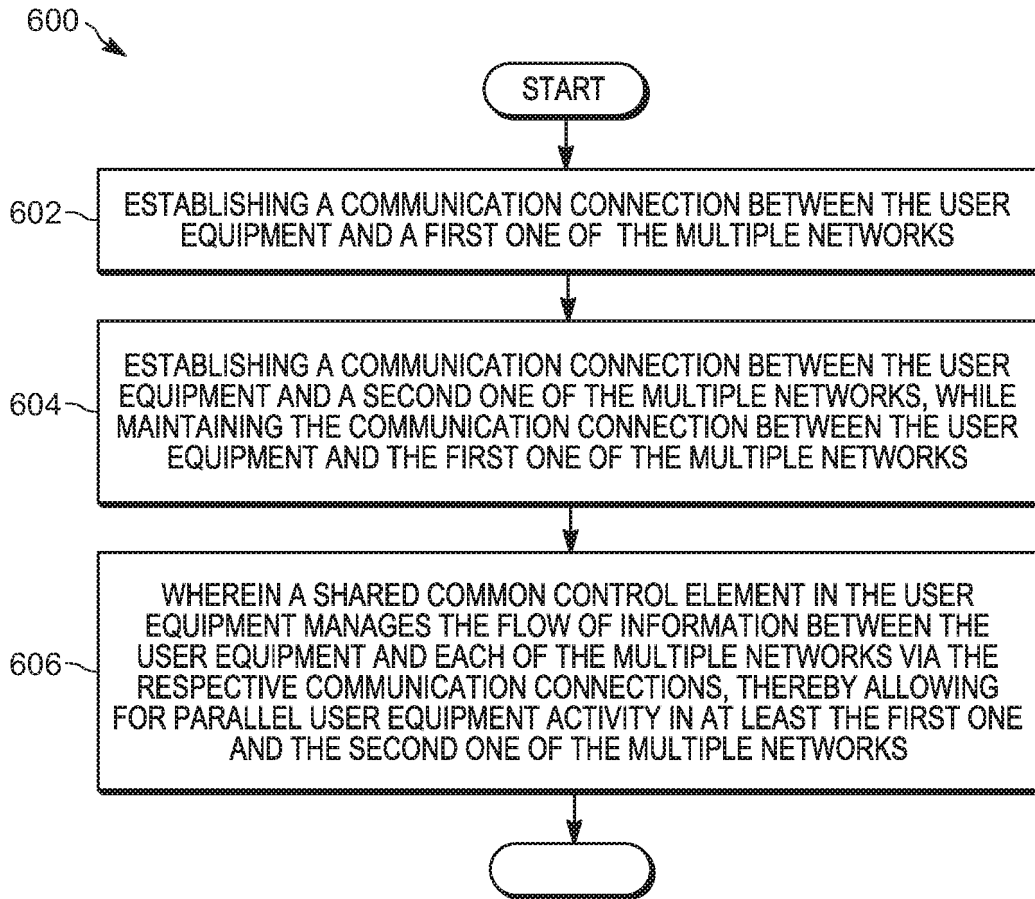 600
START
602
ESTABLISHING A COMMUNICATION CONNECTION BETWEEN THE USER
EQUIPMENT AND A FIRST ONE OF THE MULTIPLE NETWORKS
604
ESTABLISHING A COMMUNICATION CONNECTION BETWEEN THE USER
EQUIPMENT AND A SECOND ONE OF THE MULTIPLE NETWORKS, WHILE
MAINTAINING THE COMMUNICATION CONNECTION BETWEEN THE USER
EQUIPMENT AND THE FIRST ONE OF THE MULTIPLE NETWORKS
606
WHEREIN A SHARED COMMON CONTROL ELEMENT IN THE USER
EQUIPMENT MANAGES THE FLOW OF INFORMATION BETWEEN THE
USER EQUIPMENT AND EACH OF THE MULTIPLE NETWORKS VIA THE
RESPECTIVE COMMUNICATION CONNECTIONS, THEREBY ALLOWING
FOR PARALLEL USER EQUIPMENT ACTIVITY IN AT LEAST THE FIRST ONE
AND THE SECOND ONE OF THE MULTIPLE NETWORKS